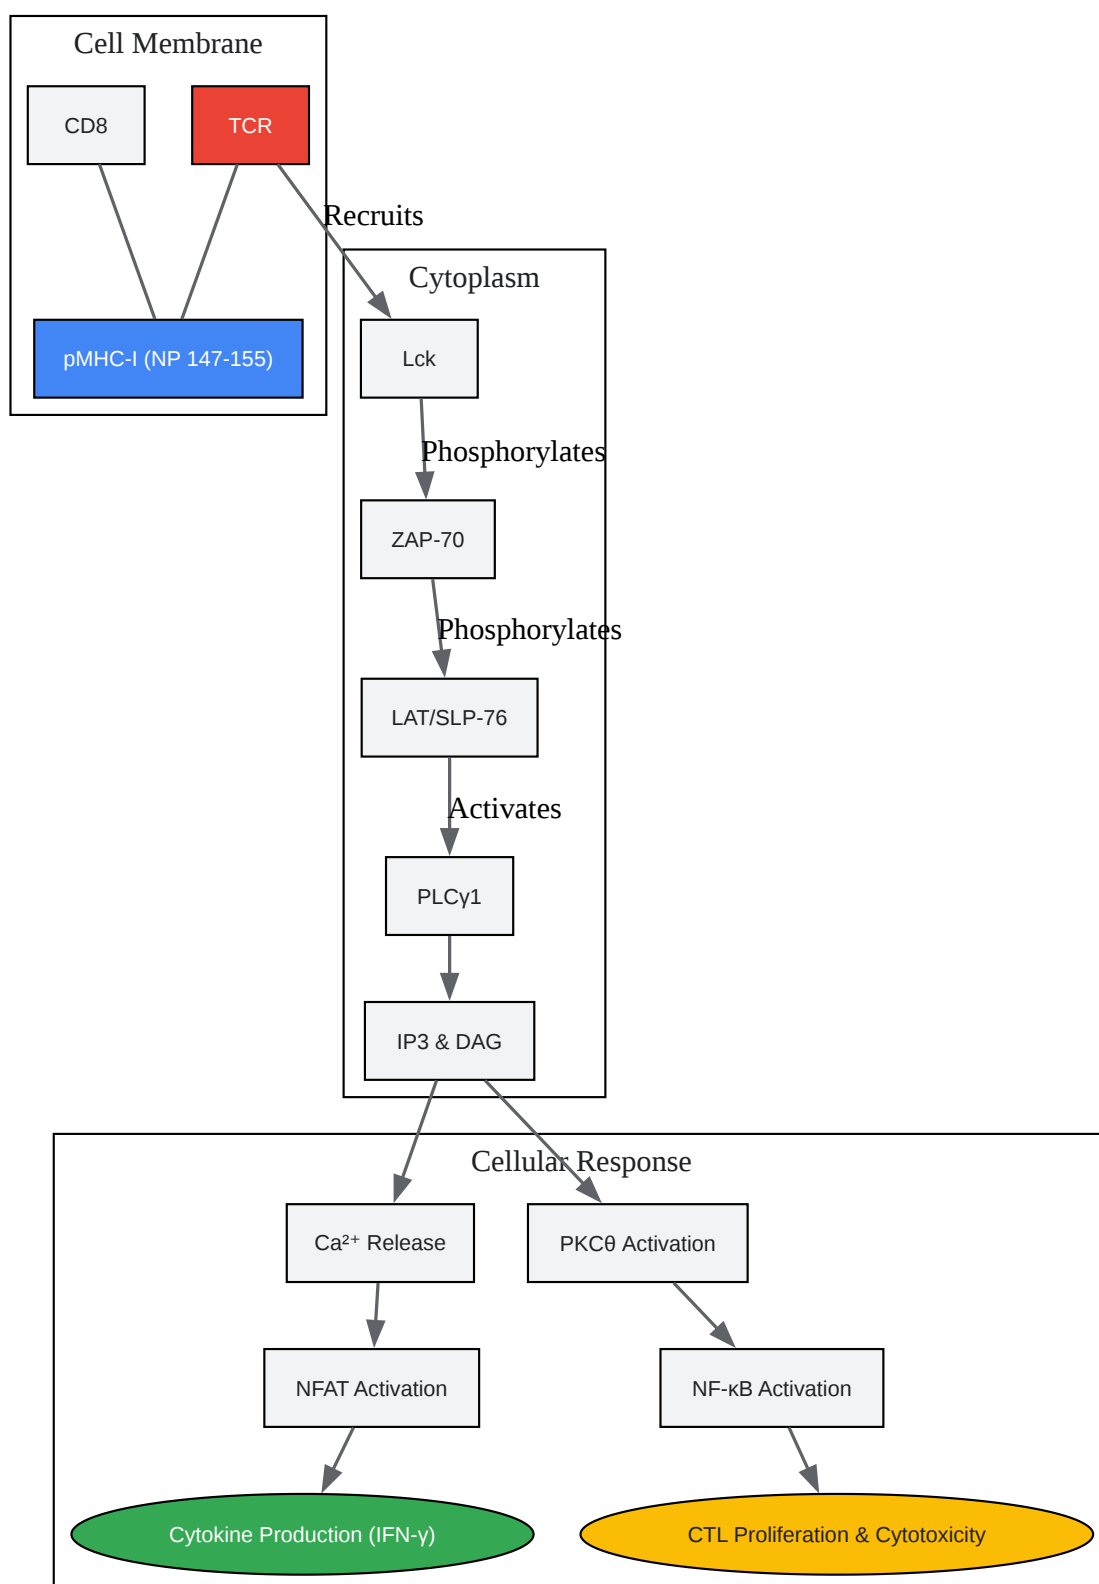 Cell Membrane
CD8
TCR
Recruits
pMHC-I (NP 147-155)
Cytoplasm
Lck
Phosphorylates
ZAP-70
Phosphorylates
LAT/SLP-76
Activates
PLCγ1
IP3 & DAG
Cellular Response
Ca²⁺ Release
PKCθ Activation
NFAT Activation
NF-κB Activation
Cytokine Production (IFN-γ)
CTL Proliferation & Cytotoxicity